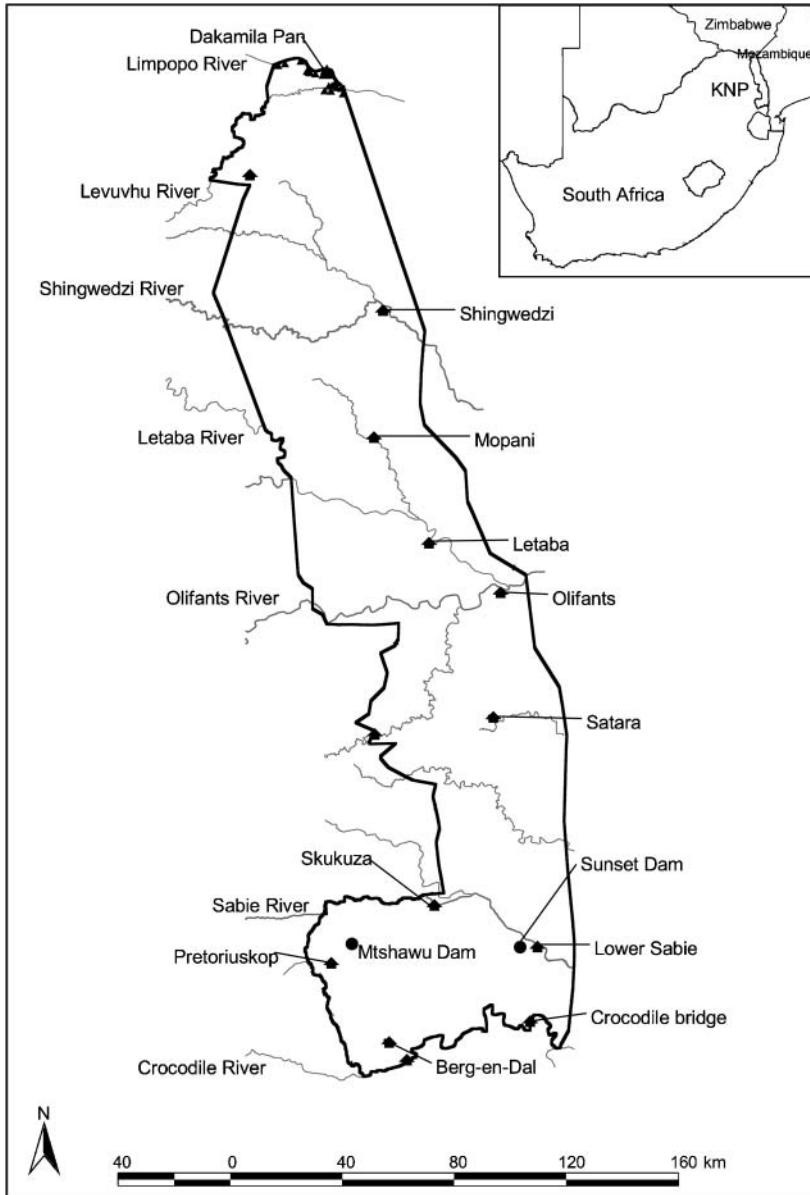 Dakamila Pan
Limpopo River
Zimbabwe
Mozambique
KNP
South Africa
Levuvhu River
Shingwedzi River
Shingwedzi
Letaba River
Mopani
Letaba
Olifants River
Olifants
Satara
Skukuza
Sunset Dam
Sabie River
Pretoriuskop
Mtshawu Dam
Lower Sabie
Crocodile bridge
Crocodile River
Berg-en-Dal
N
40 0 40 80 120 160 km